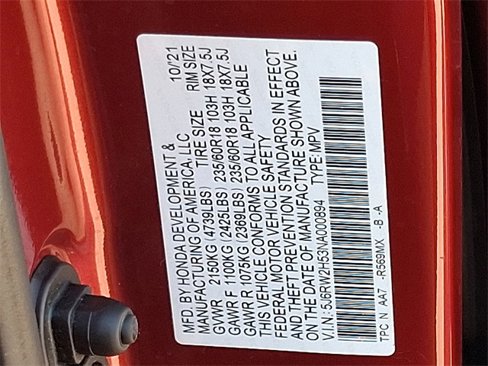 MFD. BY HONDA DEVELOPMENT & 10/21
MANUFACTURING OF AMERICA, LLC
TIRE SIZE RIM SIZE
GVWR 2150KG (4739LBS) 235/60R18 103H 18X7.5J
GAWR F 1100KG (2425LBS) 235/60R18 103H 18X7.5J
GAWR R 1075KG (2369LBS)
THIS VEHICLE CONFORMS TO ALL APPLICABLE
FEDERAL MOTOR VEHICLE SAFETY
AND THEFT PREVENTION STANDARDS IN EFFECT
ON THE DATE OF MANUFACTURE SHOWN ABOVE.
V.I.N: 5J6RW2H53NA000894 TYPE: MPV
TPC N AA7 -R569MX -B -A